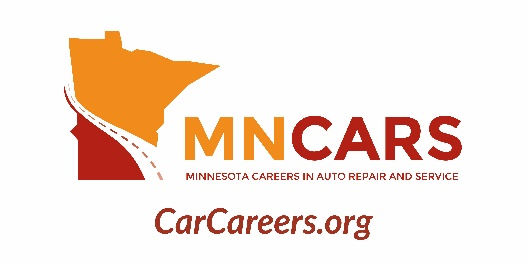 MNCARS
MINNESOTA CAREERS IN AUTO REPAIR AND SERVICE
CarCareers.org